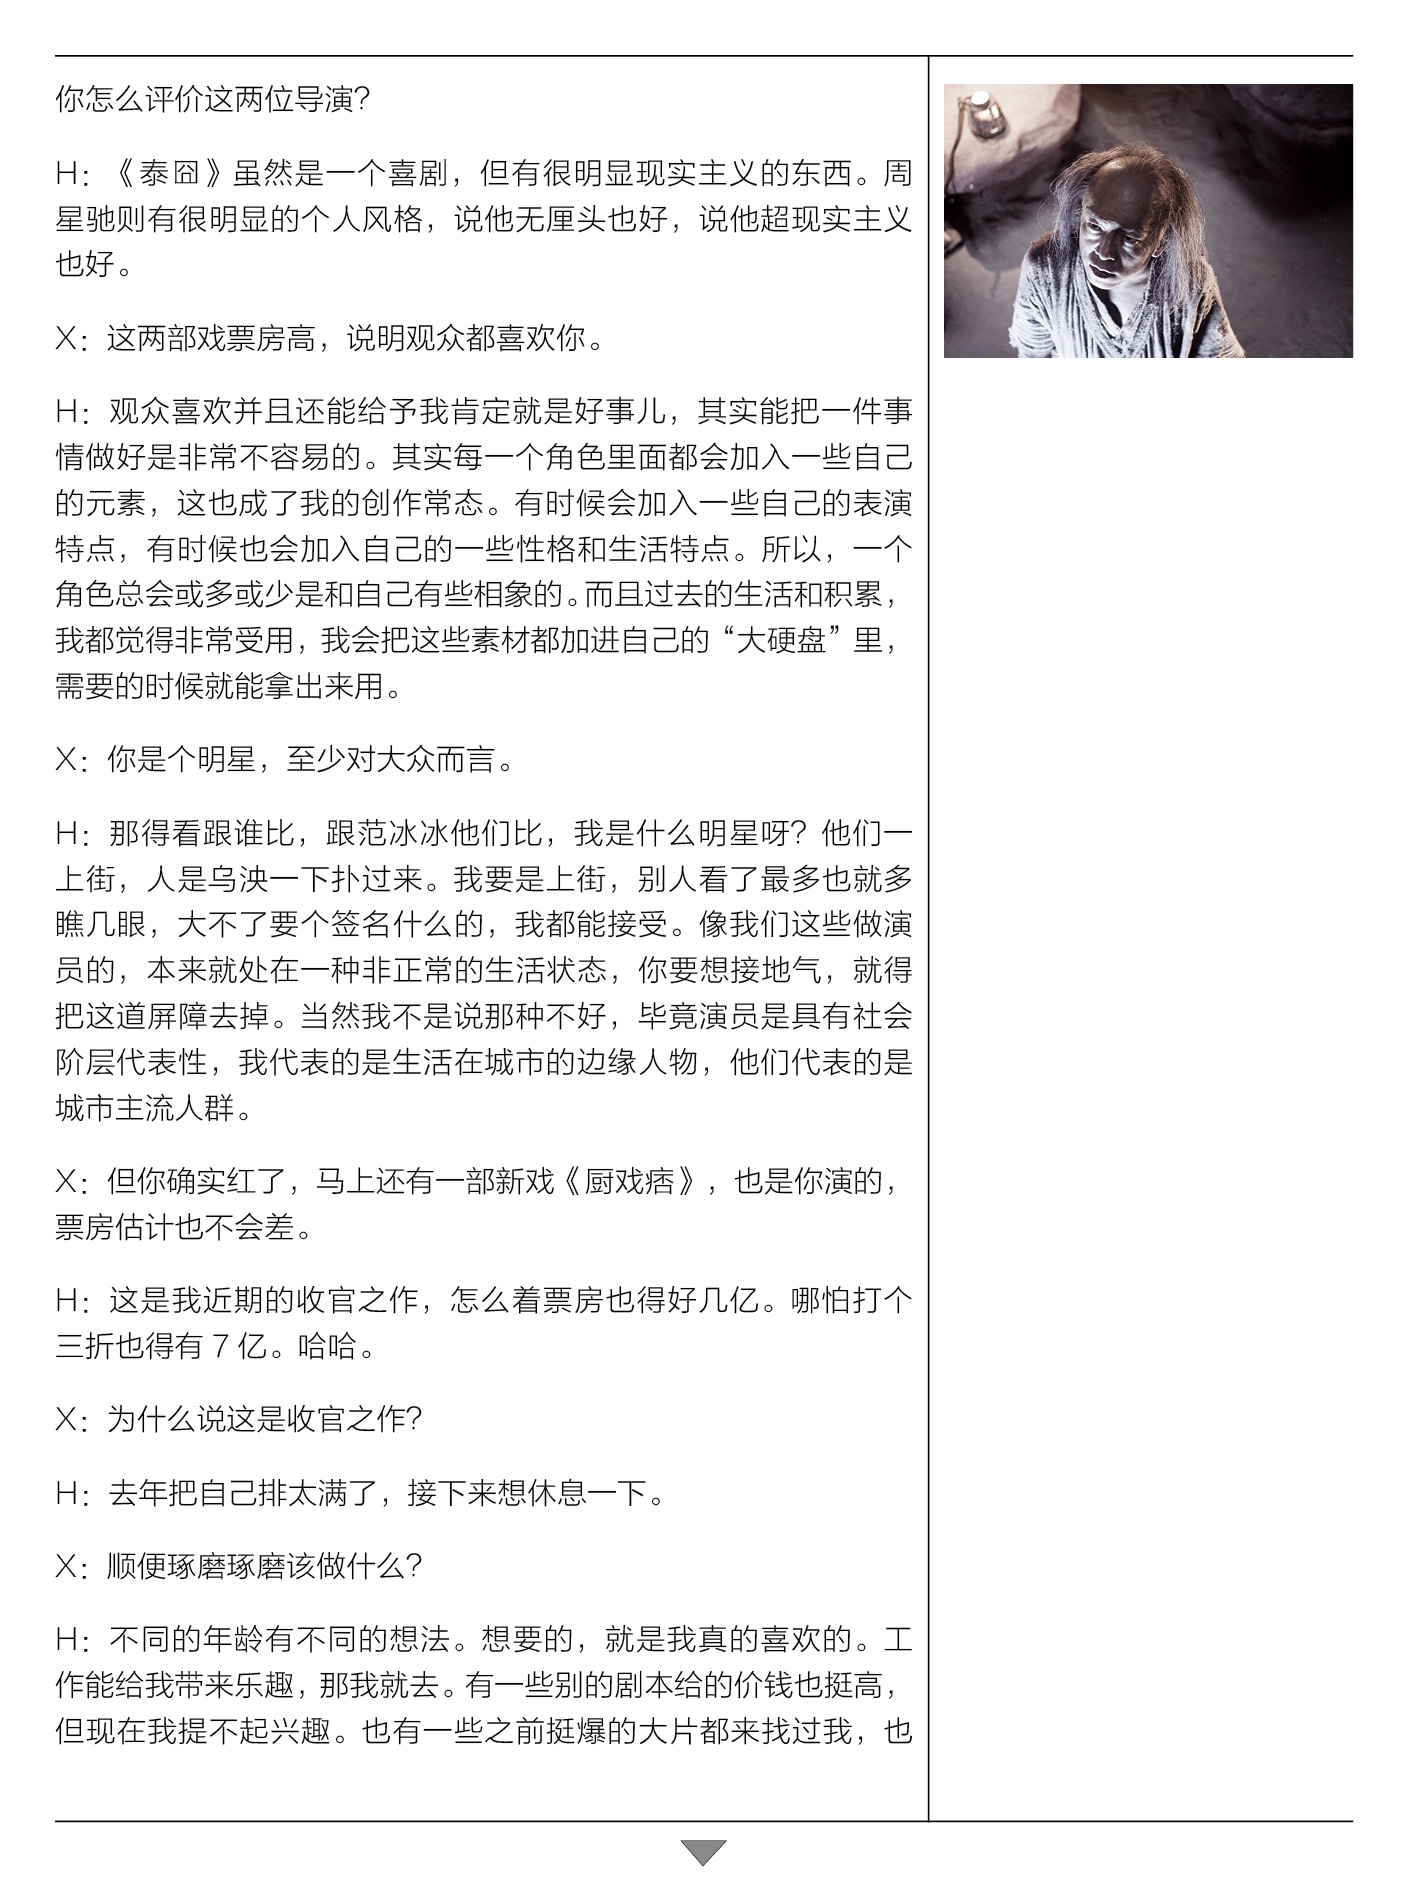 你怎么评价这两位导演？
H：《泰囧》虽然是一个喜剧，但有很明显现实主义的东西。周
星驰则有很明显的个人风格，说他无厘头也好，说他超现实主义
也好。
X：这两部戏票房高，说明观众都喜欢你。
H：观众喜欢并且还能给予我肯定就是好事儿，其实能把一件事
情做好是非常不容易的。其实每一个角色里面都会加入一些自己
的元素，这也成了我的创作常态。有时候会加入一些自己的表演
特点，有时候也会加入自己的一些性格和生活特点。所以，一个
角色总会或多或少是和自己有些相象的。而且过去的生活和积累，
我都觉得非常受用，我会把这些素材都加进自己的“大硬盘”里，
需要的时候就能拿出来用。
X：你是个明星，至少对大众而言。
H：那得看跟谁比，跟范冰冰他们比，我是什么明星呀？他们一
上街，人是乌泱一下扑过来。我要是上街，别人看了最多也就多
瞧几眼，大不了要个签名什么的，我都能接受。像我们这些做演
员的，本来就处在一种非正常的生活状态，你要想接地气，就得
把这道屏障去掉。当然我不是说那种不好，毕竟演员是具有社会
阶层代表性，我代表的是生活在城市的边缘人物，他们代表的是
城市主流人群。
X：但你确实红了，马上还有一部新戏《厨戏痞》，也是你演的，
票房估计也不会差。
H：这是我近期的收官之作，怎么着票房也得好几亿。哪怕打个
三折也得有 7 亿。哈哈。
X：为什么说这是收官之作？
H：去年把自己排太满了，接下来想休息一下。
X：顺便琢磨琢磨该做什么？
H：不同的年龄有不同的想法。想要的，就是我真的喜欢的。工
作能给我带来乐趣，那我就去。有一些别的剧本给的价钱也挺高，
但现在我提不起兴趣。也有一些之前挺爆的大片都来找过我，也